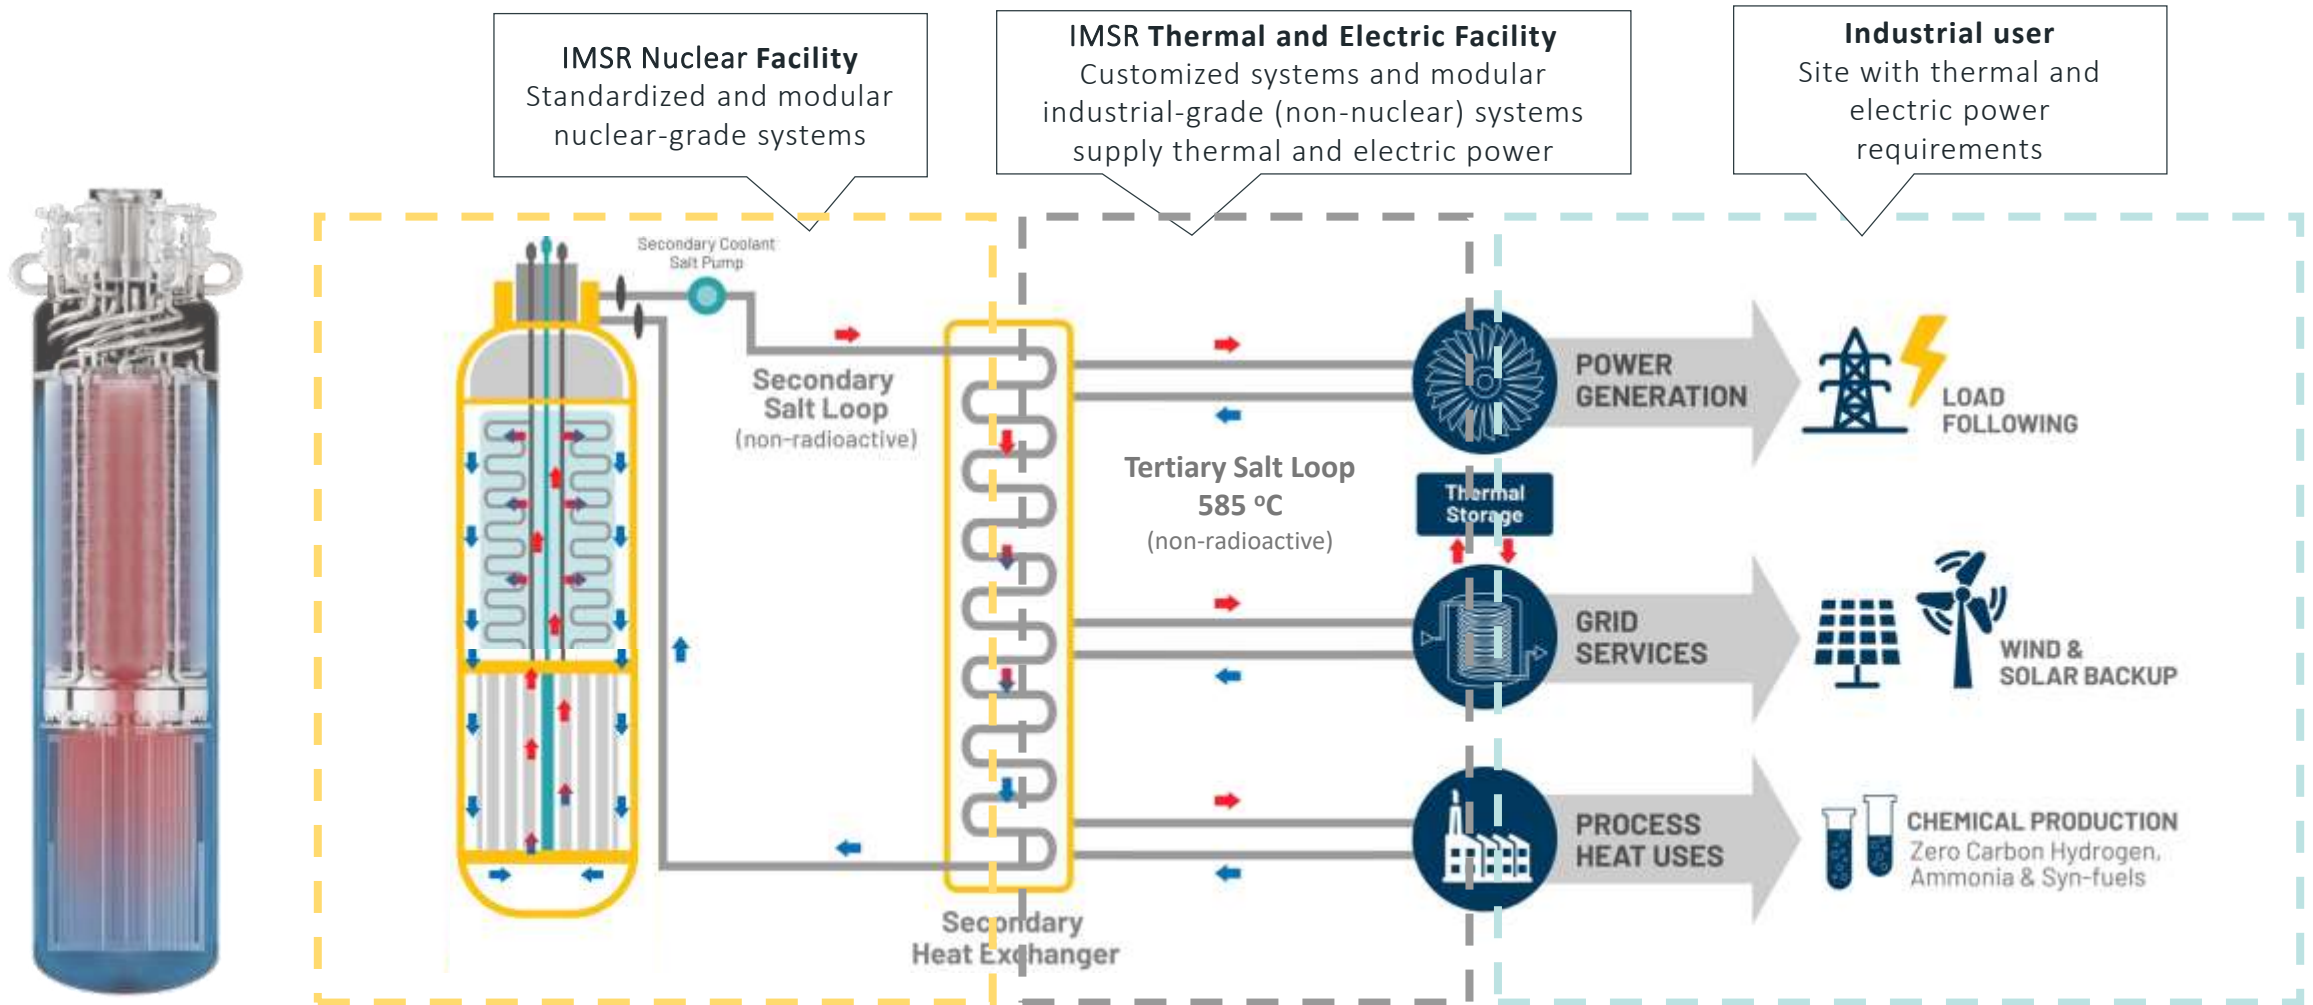 IMSR Nuclear Facility
Standardized and modular
nuclear-grade systems
IMSR Thermal and Electric Facility
Customized systems and modular
industrial-grade (non-nuclear) systems
supply thermal and electric power
Industrial user
Site with thermal and
electric power
requirements
Secondary Coolant
Salt Pump
Secondary
Salt Loop
(non-radioactive)
Secondary
Heat Exchanger
Tertiary Salt Loop
585 ºC
(non-radioactive)
Thermal
Storage
POWER
GENERATION
LOAD
FOLLOWING
GRID
SERVICES
WIND &
SOLAR BACKUP
PROCESS
HEAT USES
CHEMICAL PRODUCTION
Zero Carbon Hydrogen,
Ammonia & Syn-fuels